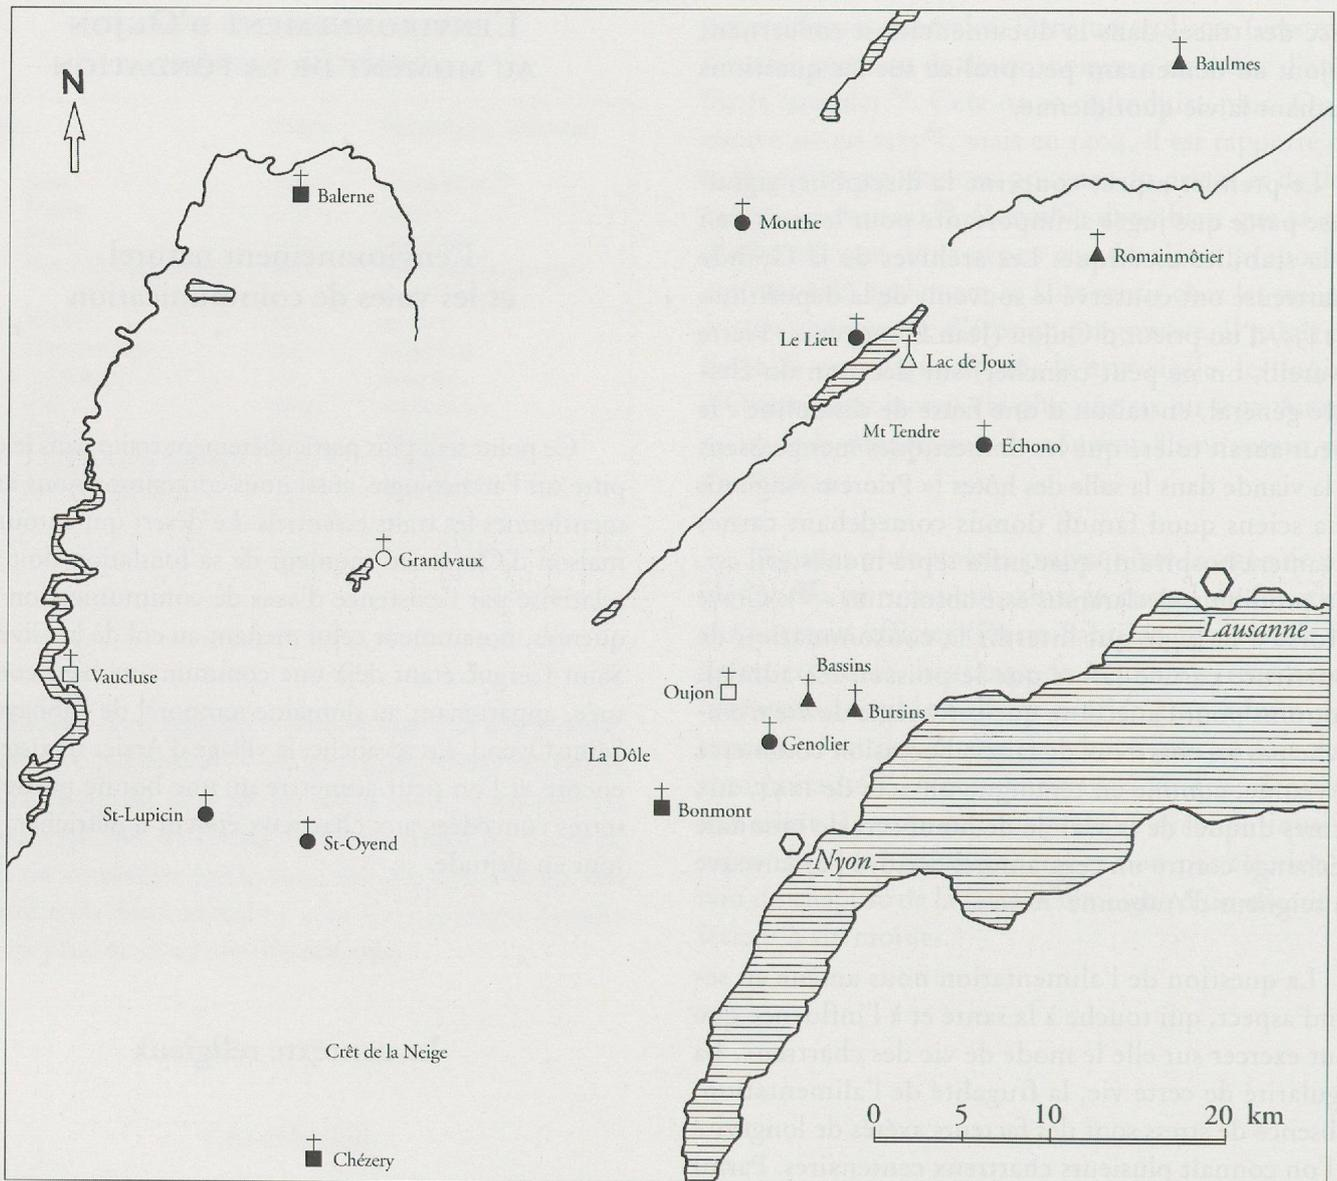 N
Baulmes
Balerne
Mouthe
Romainmôtier
Le Lieu
Lac de Joux
Mt Tendre
Echono
Grandvaux
Lausanne
Bassins
Vaucluse
Oujon
Bursins
Genolier
La Dôle
St-Lupicin
Bonmont
St-Oyend
Nyon
Crêt de la Neige
0 5 10 20 km
Chézery